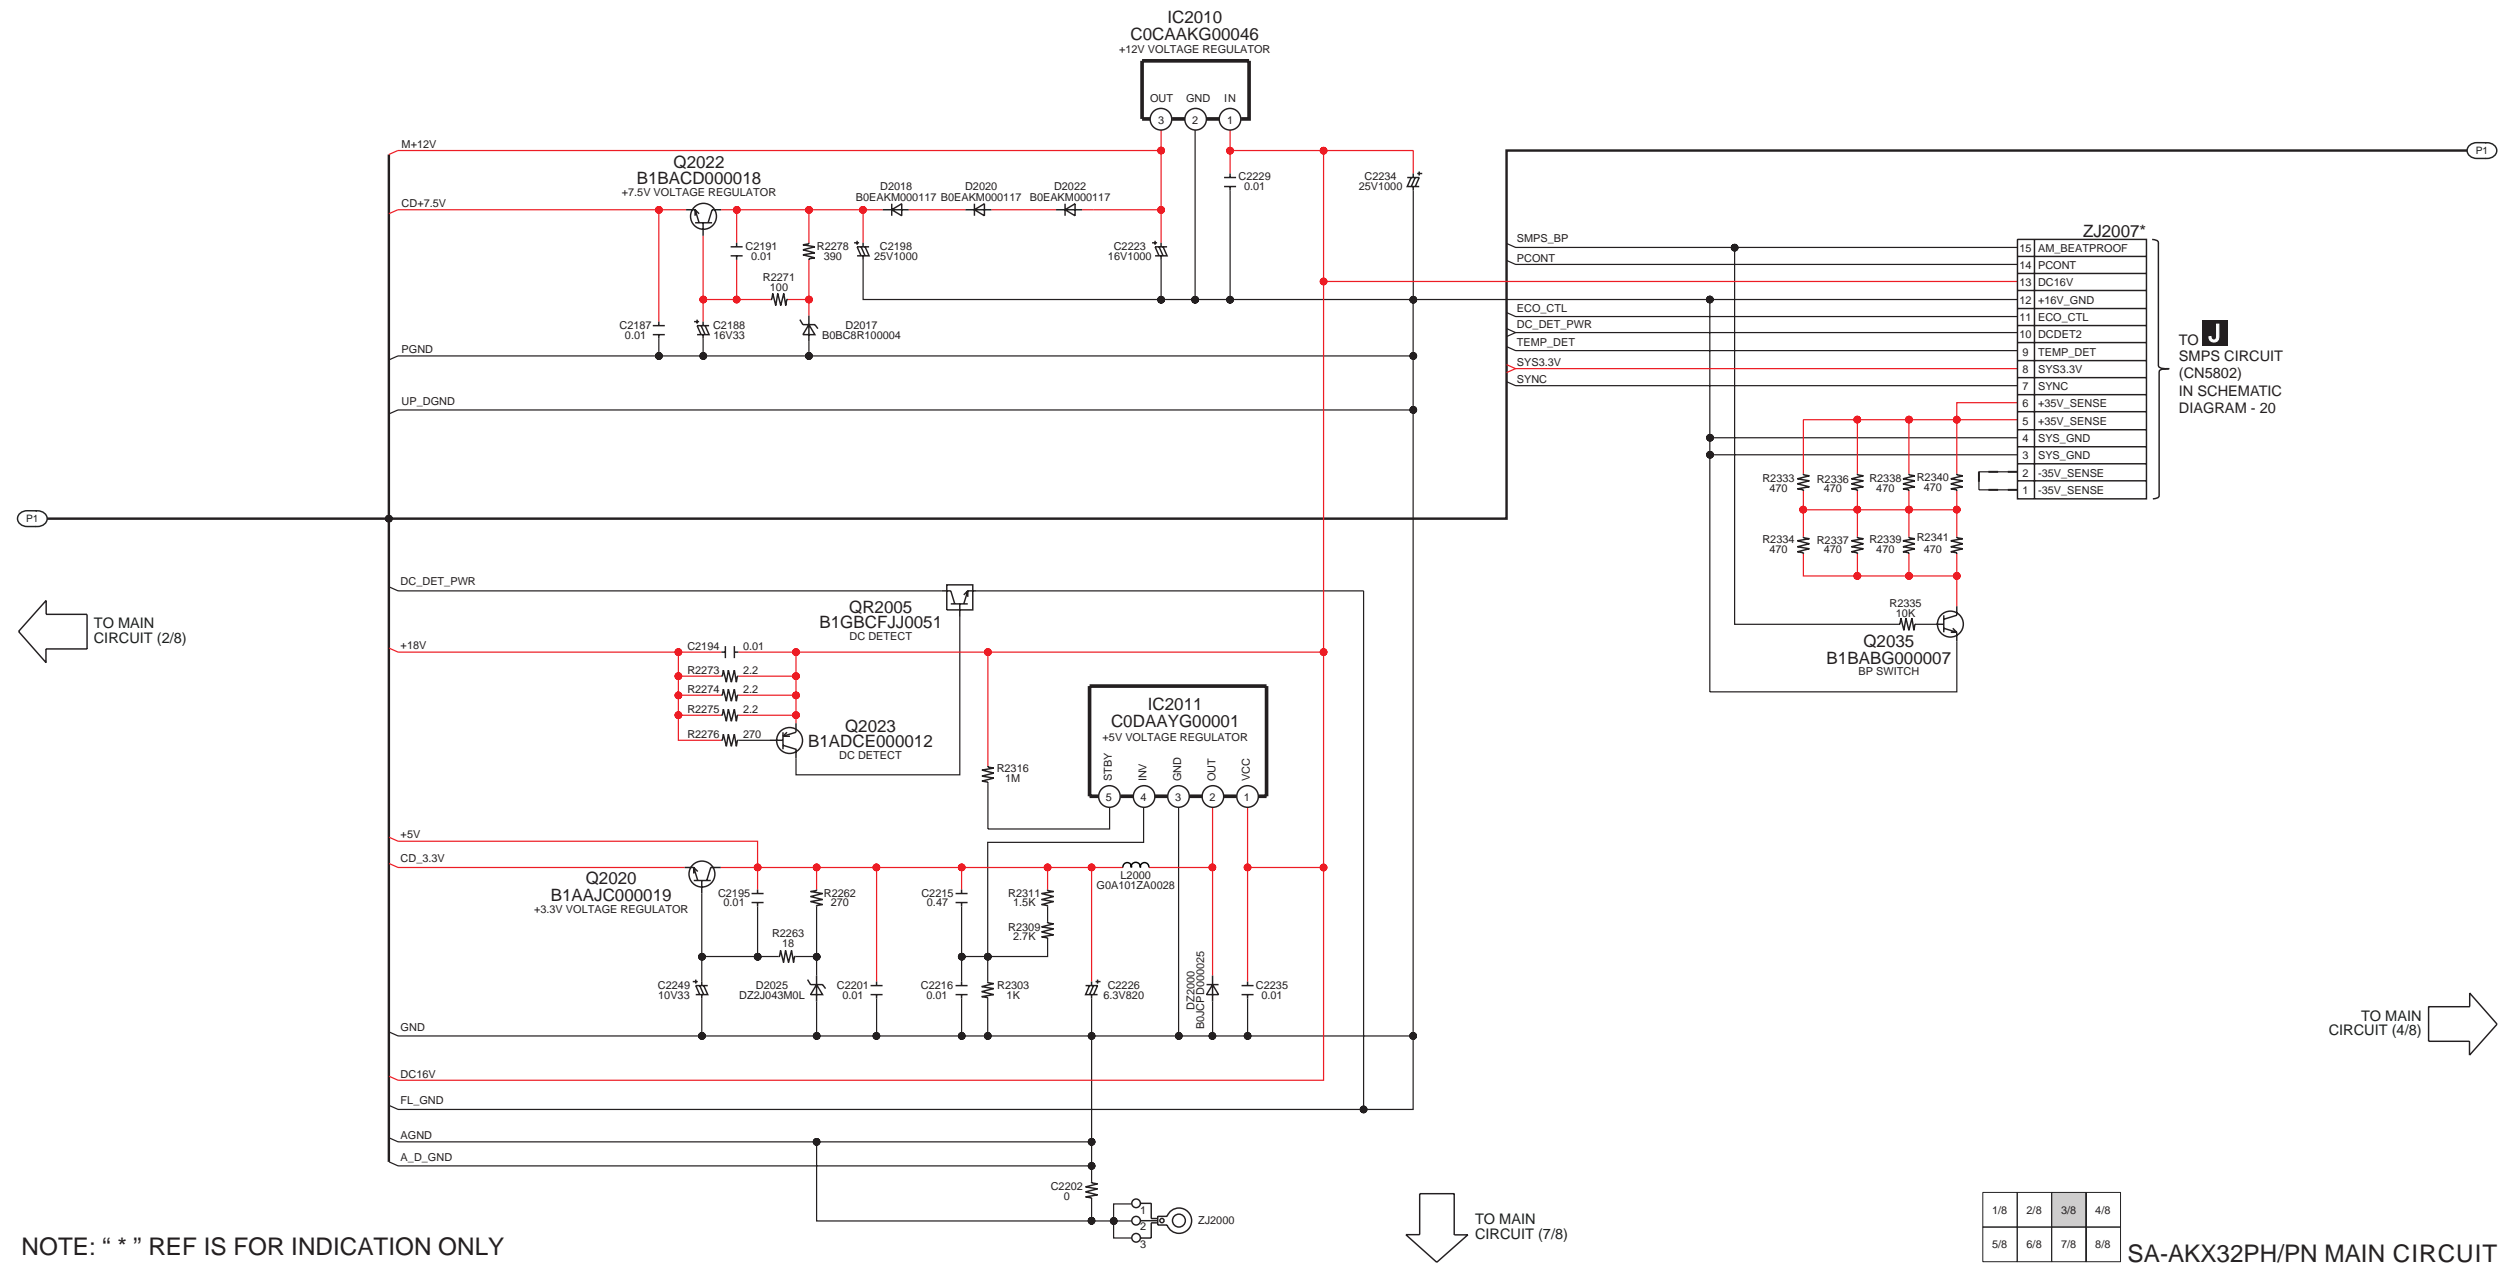 IC2010
C0CAAKG00046
+12V VOLTAGE REGULATOR
OUT GND IN
3 2 1
M+12V
P1
Q2022
B1BACD000018
+7.5V VOLTAGE REGULATOR
C2229
0.01
C2234
25V1000
CD+7.5V
D2018
B0EAKM000117
D2020
B0EAKM000117
D2022
B0EAKM000117
C2191
0.01
R2278
390
C2198
25V1000
C2223
16V1000
R2271
100
C2187
0.01
C2188
16V33
D2017
B0BC8R100004
PGND
UP_DGND
SMPS_BP
PCONT
ECO_CTL
DC_DET_PWR
TEMP_DET
SYS3.3V
SYNC
ZJ2007*
15 AM_BEATPROOF
14 PCONT
13 DC16V
12 +16V_GND
11 ECO_CTL
10 DCDET2
9 TEMP_DET
8 SYS3.3V
7 SYNC
6 +35V_SENSE
5 +35V_SENSE
4 SYS_GND
3 SYS_GND
2 -35V_SENSE
1 -35V_SENSE
TO J
SMPS CIRCUIT
(CN5802)
IN SCHEMATIC
DIAGRAM - 20
R2333
470
R2336
470
R2338
470
R2340
470
R2334
470
R2337
470
R2339
470
R2341
470
R2335
10K
Q2035
B1BABG000007
BP SWITCH
P1
DC_DET_PWR
QR2005
B1GBCFJJ0051
DC DETECT
TO MAIN
CIRCUIT (2/8)
+18V
C2194 0.01
R2273 2.2
R2274 2.2
R2275 2.2
R2276 270
Q2023
B1ADCE000012
DC DETECT
R2316
1M
IC2011
C0DAAYG00001
+5V VOLTAGE REGULATOR
STBY INV GND OUT VCC
5 4 3 2 1
+5V
CD_3.3V
Q2020
B1AAJC000019
+3.3V VOLTAGE REGULATOR
C2195
0.01
R2262
270
C2215
0.47
R2311
1.5K
R2309
2.7K
L2000
G0A101ZA0028
R2263
18
C2249
10V33
D2025
DZ2J043M0L
C2201
0.01
C2216
0.01
R2303
1K
C2226
6.3V820
DZ2000
B0JCPD000025
C2235
0.01
GND
DC16V
FL_GND
AGND
A_D_GND
C2202
0
1
2
3
ZJ2000
TO MAIN
CIRCUIT (4/8)
TO MAIN
CIRCUIT (7/8)
NOTE: “ * ” REF IS FOR INDICATION ONLY
1/8 2/8 3/8 4/8
5/8 6/8 7/8 8/8
SA-AKX32PH/PN MAIN CIRCUIT